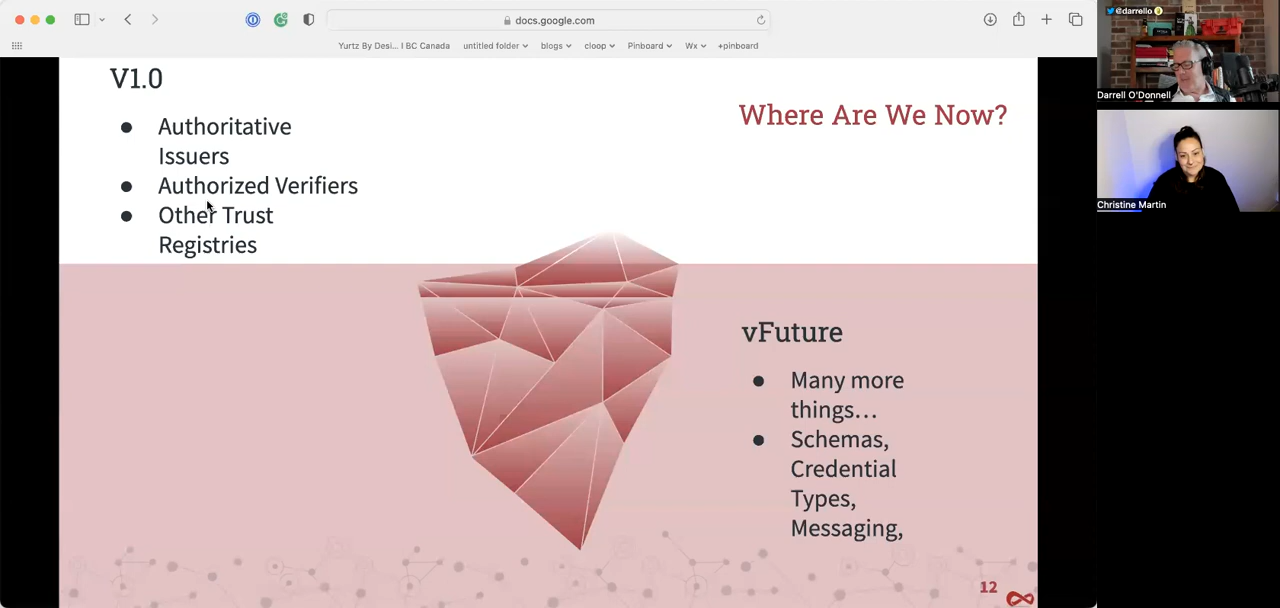 docs.google.com
Yurtz By Desi... I BC Canada
untitled folder
blogs
cloop
Pinboard
Wx
+pinboard
V1.0
Where Are We Now?
Authoritative
Issuers
Authorized Verifiers
Other Trust
Registries
vFuture
Many more
things…
Schemas,
Credential
Types,
Messaging,
12
@darrello
Darrell O'Donnell
Christine Martin